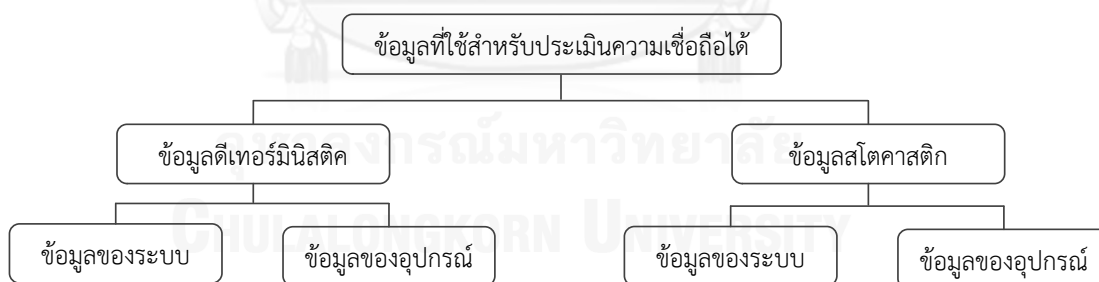 ข้อมูลที่ใช้สำหรับประเมินความเชื่อถือได้
ข้อมูลดีเทอร์มินิสติค
ข้อมูลสโตคาสติก
ข้อมูลของระบบ
ข้อมูลของอุปกรณ์
ข้อมูลของระบบ
ข้อมูลของอุปกรณ์
จุฬาลงกรณ์มหาวิทยาลัย
CHULALONGKORN UNIVERSITY